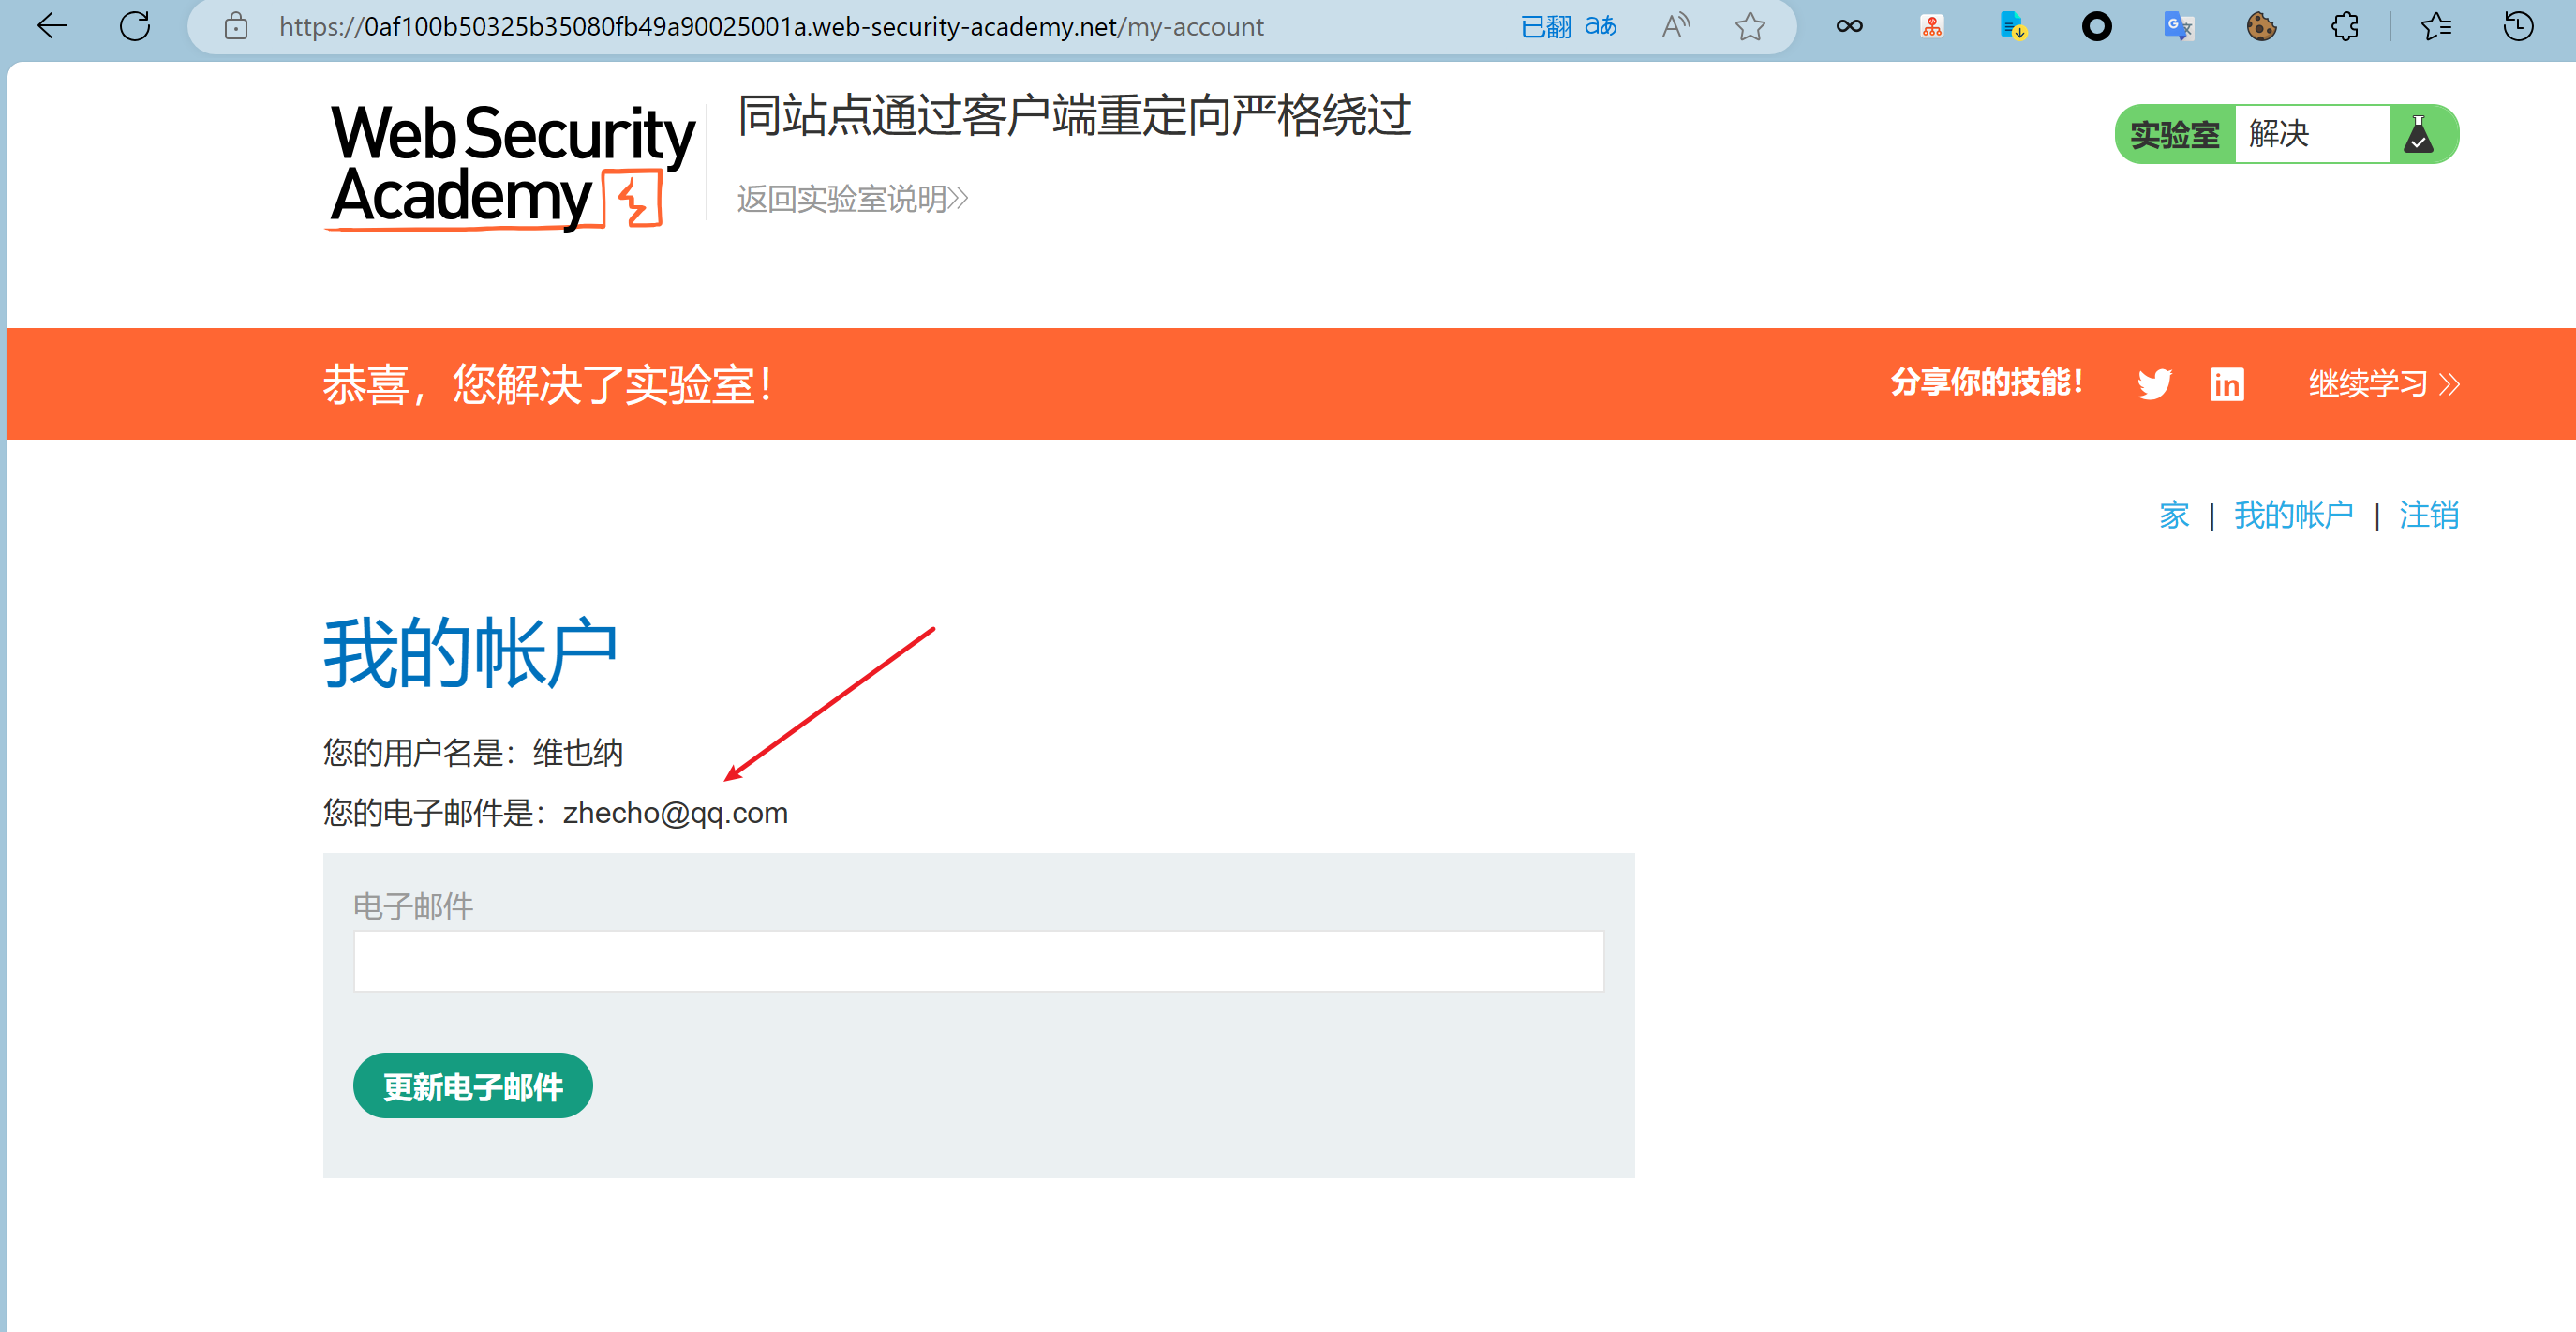 https://0af100b50325b35080fb49a90025001a.web-security-academy.net/my-account
已翻 aあ
Web Security
Academy
同站点通过客户端重定向严格绕过
返回实验室说明
实验室 解决
恭喜，您解决了实验室！
分享你的技能！
继续学习
家 | 我的帐户 | 注销
我的帐户
您的用户名是：维也纳
您的电子邮件是：zhecho@qq.com
电子邮件
更新电子邮件